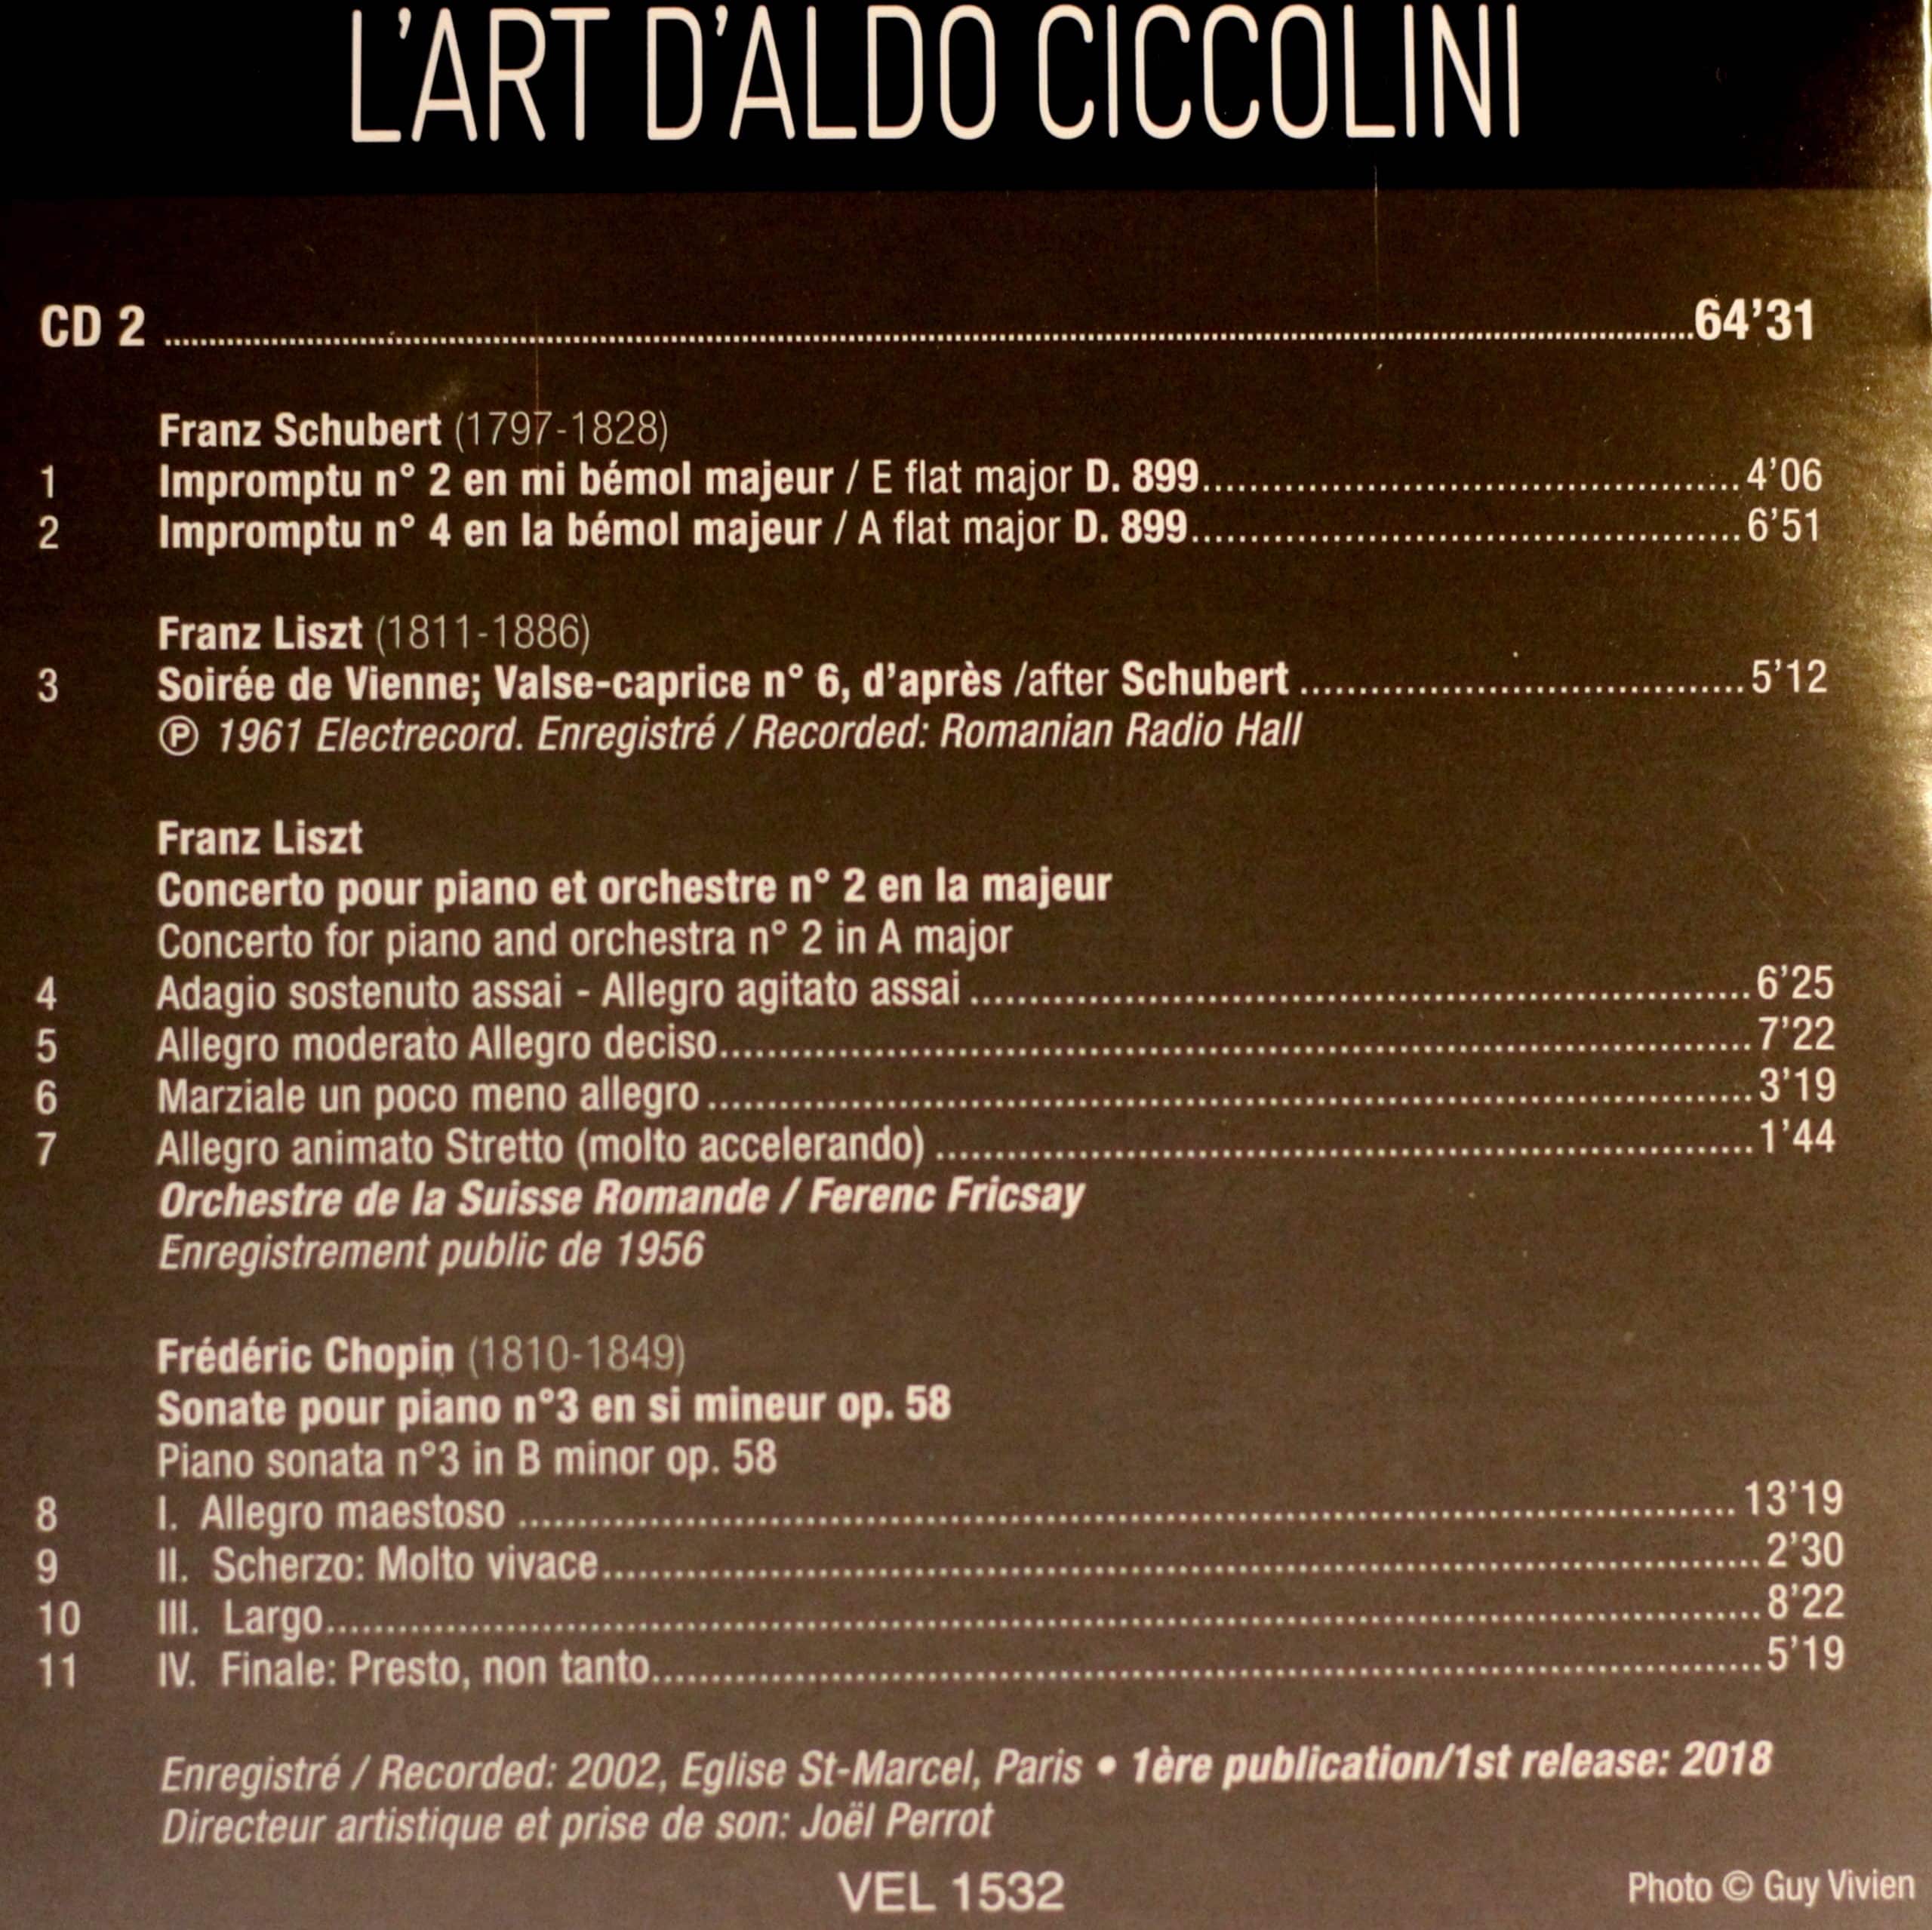 L'ART D'ALDO CICCOLINI
CD 2 ........................................ 64'31
Franz Schubert (1797-1828)
1 Impromptu n° 2 en mi bémol majeur / E flat major D. 899........................................ 4'06
2 Impromptu n° 4 en la bémol majeur / A flat major D. 899........................................ 6'51
Franz Liszt (1811-1886)
3 Soirée de Vienne; Valse-caprice n° 6, d'après /after Schubert ........................................ 5'12
℗ 1961 Electrecord. Enregistré / Recorded: Romanian Radio Hall
Franz Liszt
Concerto pour piano et orchestre n° 2 en la majeur
Concerto for piano and orchestra n° 2 in A major
4 Adagio sostenuto assai - Allegro agitato assai ........................................ 6'25
5 Allegro moderato Allegro deciso........................................ 7'22
6 Marziale un poco meno allegro ........................................ 3'19
7 Allegro animato Stretto (molto accelerando) ........................................ 1'44
Orchestre de la Suisse Romande / Ferenc Fricsay
Enregistrement public de 1956
Frédéric Chopin (1810-1849)
Sonate pour piano n°3 en si mineur op. 58
Piano sonata n°3 in B minor op. 58
8 I. Allegro maestoso ........................................ 13'19
9 II. Scherzo: Molto vivace........................................ 2'30
10 III. Largo........................................ 8'22
11 IV. Finale: Presto, non tanto........................................ 5'19
Enregistré / Recorded: 2002, Eglise St-Marcel, Paris • 1ère publication/1st release: 2018
Directeur artistique et prise de son: Joël Perrot
VEL 1532
Photo © Guy Vivien